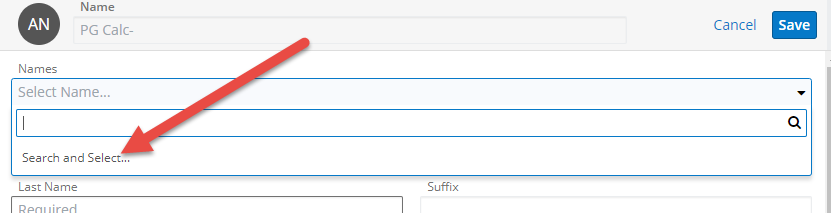 Name
AN
PG Calc-
Cancel
Save
Names
Select Name...
Search and Select...
Last Name
Suffix
Required